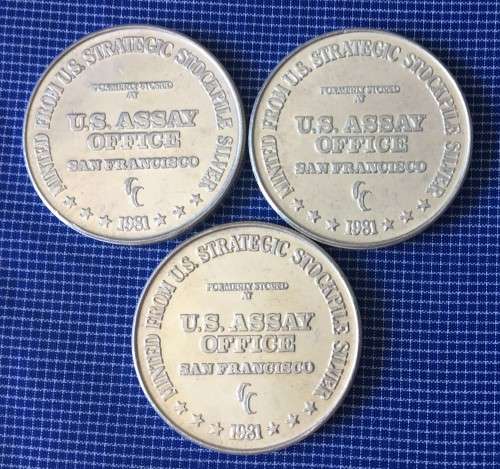 MINTED FROM U.S. STRATEGIC STOCKPILE SILVER
FORMERLY STORED
AT
U.S. ASSAY
OFFICE
SAN FRANCISCO
1981
MINTED FROM U.S. STRATEGIC STOCKPILE SILVER
FORMERLY STORED
AT
U.S. ASSAY
OFFICE
SAN FRANCISCO
1981
MINTED FROM U.S. STRATEGIC STOCKPILE SILVER
FORMERLY STORED
AT
U.S. ASSAY
OFFICE
SAN FRANCISCO
1981